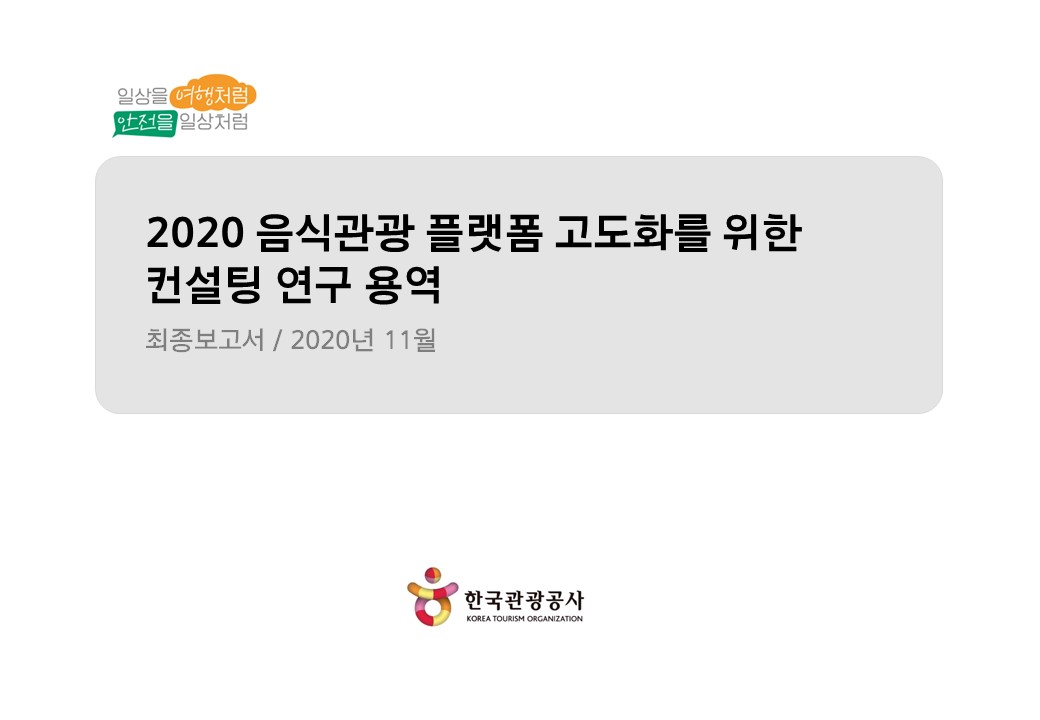 일상을 여행처럼
안전을 일상처럼
2020 음식관광 플랫폼 고도화를 위한
컨설팅 연구 용역
최종보고서 / 2020년 11월
한국관광공사
KOREA TOURISM ORGANIZATION